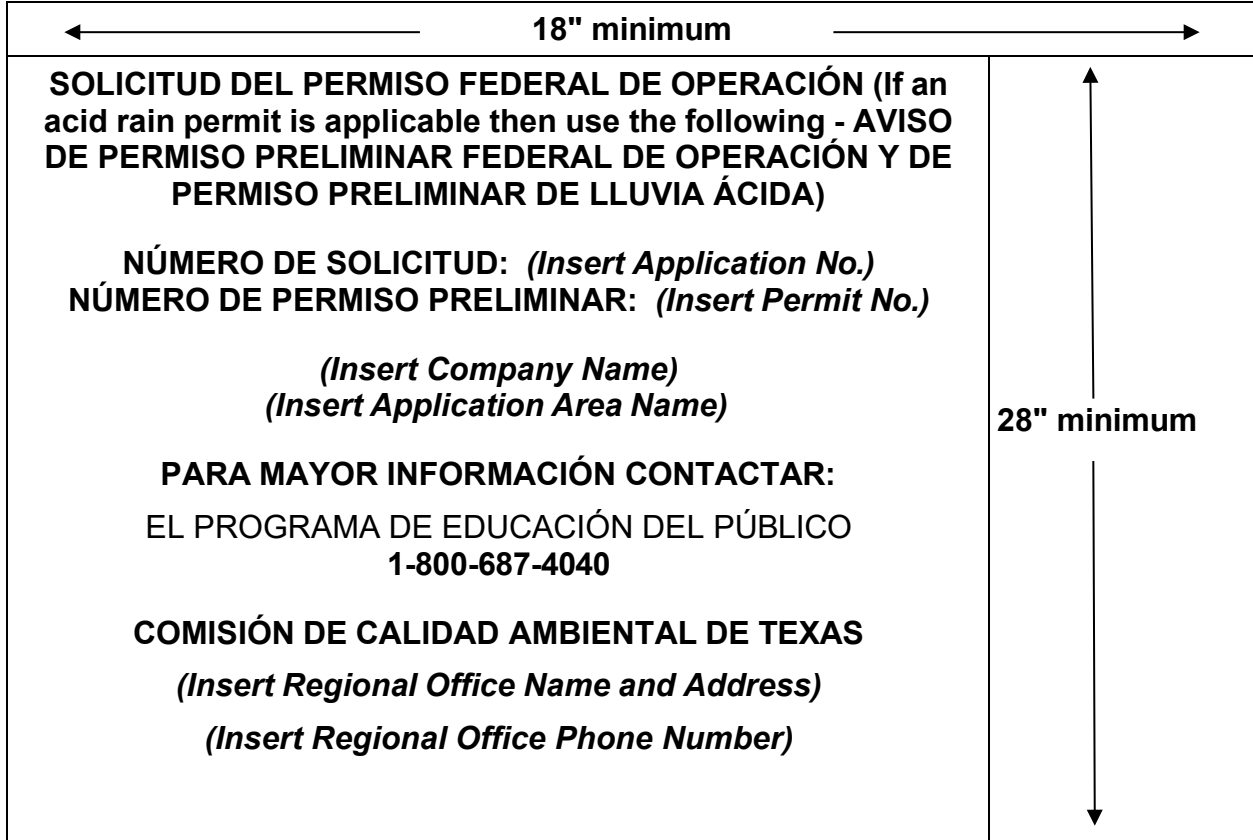 18" minimum
SOLICITUD DEL PERMISO FEDERAL DE OPERACIÓN (If an
acid rain permit is applicable then use the following - AVISO
DE PERMISO PRELIMINAR FEDERAL DE OPERACIÓN Y DE
PERMISO PRELIMINAR DE LLUVIA ÁCIDA)
NÚMERO DE SOLICITUD: (Insert Application No.)
NÚMERO DE PERMISO PRELIMINAR: (Insert Permit No.)
(Insert Company Name)
(Insert Application Area Name)
28" minimum
PARA MAYOR INFORMACIÓN CONTACTAR:
EL PROGRAMA DE EDUCACIÓN DEL PÚBLICO
1-800-687-4040
COMISIÓN DE CALIDAD AMBIENTAL DE TEXAS
(Insert Regional Office Name and Address)
(Insert Regional Office Phone Number)